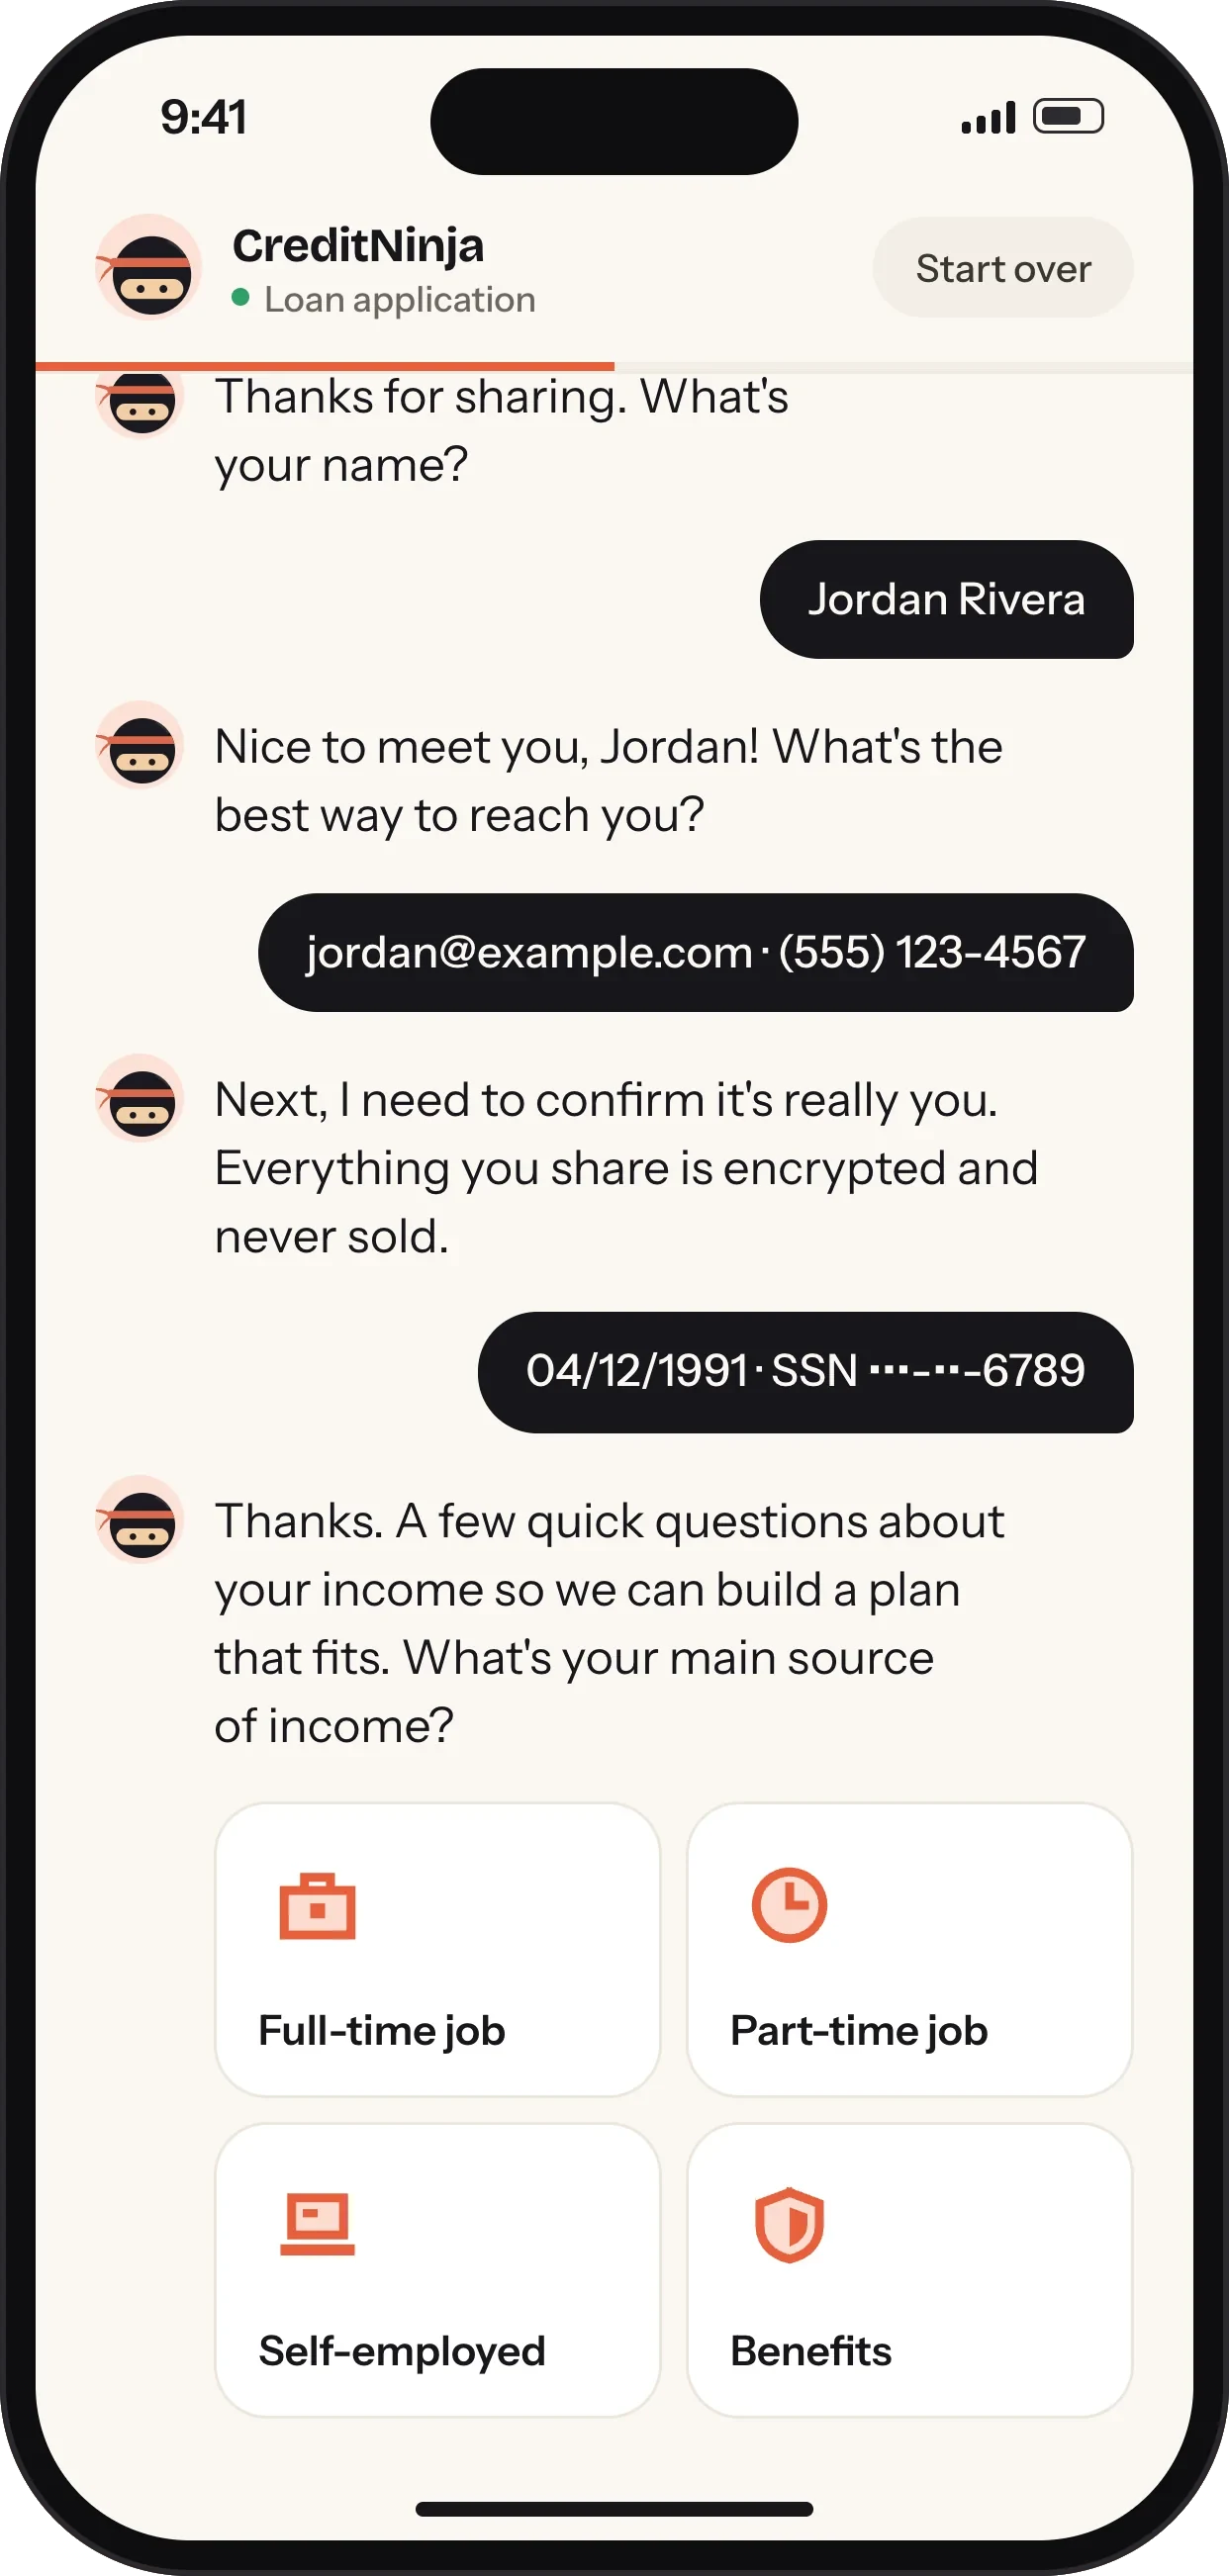 9:41
CreditNinja
Loan application
Start over
Thanks for sharing. What's
your name?
Jordan Rivera
Nice to meet you, Jordan! What's the
best way to reach you?
jordan@example.com · (555) 123-4567
Next, I need to confirm it's really you.
Everything you share is encrypted and
never sold.
04/12/1991 · SSN •••-••-6789
Thanks. A few quick questions about
your income so we can build a plan
that fits. What's your main source
of income?
Full-time job
Part-time job
Self-employed
Benefits